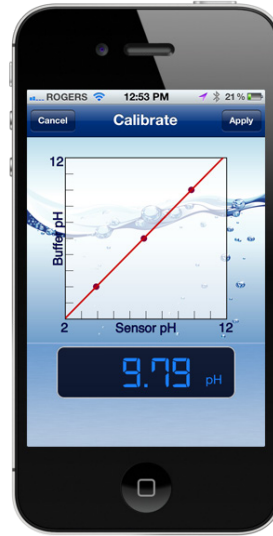 ROGERS 12:53 PM 21%
Cancel Calibrate Apply
12
Buffer pH
2 Sensor pH 12
9.79 pH